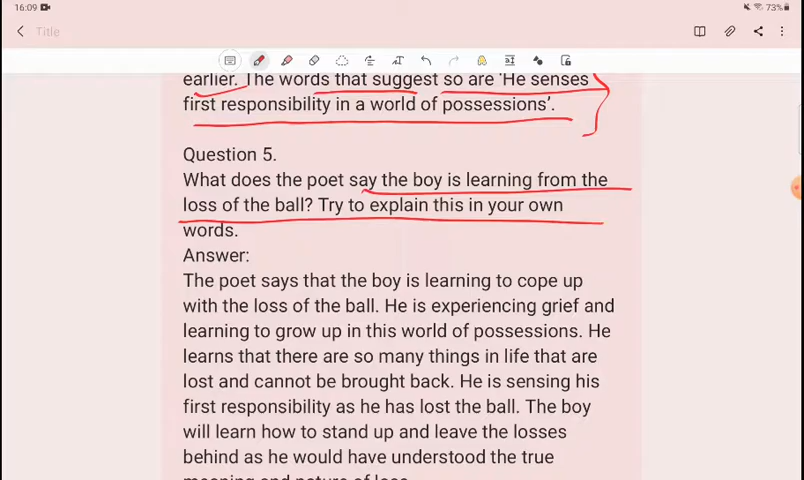 16:09
73%
Title
earlier. The words that suggest so are 'He senses
first responsibility in a world of possessions'.
Question 5.
What does the poet say the boy is learning from the
loss of the ball? Try to explain this in your own
words.
Answer:
The poet says that the boy is learning to cope up
with the loss of the ball. He is experiencing grief and
learning to grow up in this world of possessions. He
learns that there are so many things in life that are
lost and cannot be brought back. He is sensing his
first responsibility as he has lost the ball. The boy
will learn how to stand up and leave the losses
behind as he would have understood the true
meaning and nature of loss.